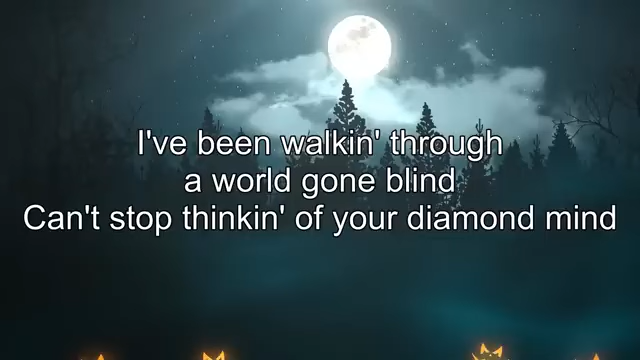 I've been walkin' through
a world gone blind
Can't stop thinkin' of your diamond mind